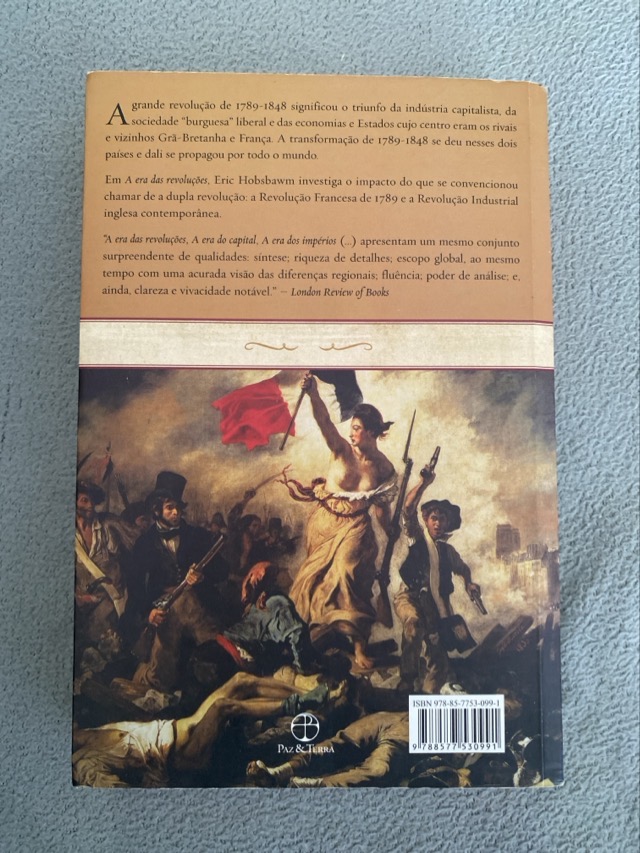 A grande revolução de 1789-1848 significou o triunfo da indústria capitalista, da
sociedade "burguesa" liberal e das economias e Estados cujo centro eram os rivais
e vizinhos Grã-Bretanha e França. A transformação de 1789-1848 se deu nesses dois
países e dali se propagou por todo o mundo.
Em A era das revoluções, Eric Hobsbawm investiga o impacto do que se convencionou
chamar de a dupla revolução: a Revolução Francesa de 1789 e a Revolução Industrial
inglesa contemporânea.
"A era das revoluções, A era do capital, A era dos impérios (...) apresentam um mesmo conjunto
surpreendente de qualidades: síntese; riqueza de detalhes; escopo global, ao mesmo
tempo com uma acurada visão das diferenças regionais; fluência; poder de análise; e,
ainda, clareza e vivacidade notável." – London Review of Books
ISBN 978-85-7753-099-1
9 788577 530991
Paz & Terra